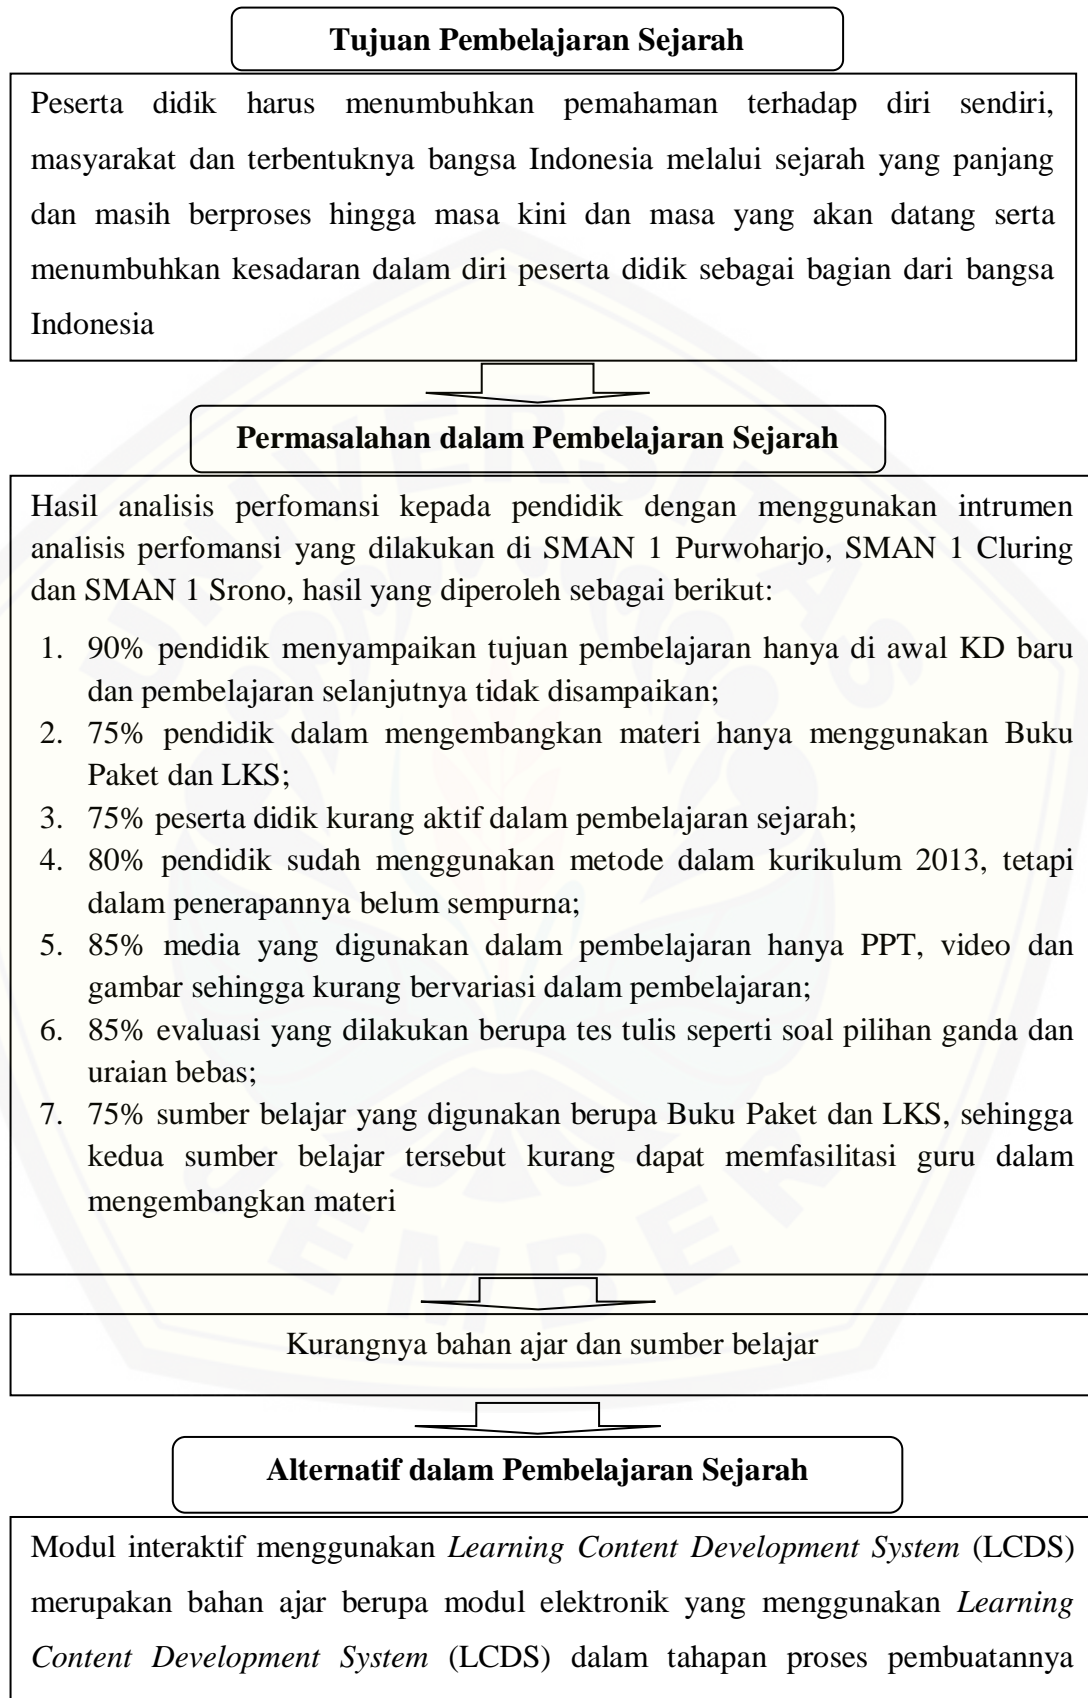 Tujuan Pembelajaran Sejarah
Peserta didik harus menumbuhkan pemahaman terhadap diri sendiri,
masyarakat dan terbentuknya bangsa Indonesia melalui sejarah yang panjang
dan masih berproses hingga masa kini dan masa yang akan datang serta
menumbuhkan kesadaran dalam diri peserta didik sebagai bagian dari bangsa
Indonesia
Permasalahan dalam Pembelajaran Sejarah
Hasil analisis perfomansi kepada pendidik dengan menggunakan intrumen
analisis perfomansi yang dilakukan di SMAN 1 Purwoharjo, SMAN 1 Cluring
dan SMAN 1 Srono, hasil yang diperoleh sebagai berikut:
1. 90% pendidik menyampaikan tujuan pembelajaran hanya di awal KD baru
dan pembelajaran selanjutnya tidak disampaikan;
2. 75% pendidik dalam mengembangkan materi hanya menggunakan Buku
Paket dan LKS;
3. 75% peserta didik kurang aktif dalam pembelajaran sejarah;
4. 80% pendidik sudah menggunakan metode dalam kurikulum 2013, tetapi
dalam penerapannya belum sempurna;
5. 85% media yang digunakan dalam pembelajaran hanya PPT, video dan
gambar sehingga kurang bervariasi dalam pembelajaran;
6. 85% evaluasi yang dilakukan berupa tes tulis seperti soal pilihan ganda dan
uraian bebas;
7. 75% sumber belajar yang digunakan berupa Buku Paket dan LKS, sehingga
kedua sumber belajar tersebut kurang dapat memfasilitasi guru dalam
mengembangkan materi
Kurangnya bahan ajar dan sumber belajar
Alternatif dalam Pembelajaran Sejarah
Modul interaktif menggunakan Learning Content Development System (LCDS)
merupakan bahan ajar berupa modul elektronik yang menggunakan Learning
Content Development System (LCDS) dalam tahapan proses pembuatannya
UNIVERSITAS
JEMBER